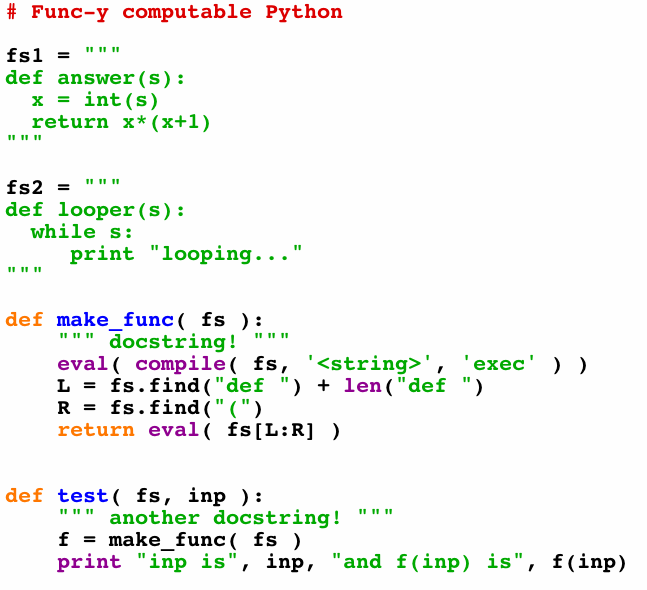 # Func-y computable Python
fs1 = """
def answer(s):
  x = int(s)
  return x*(x+1)
"""
fs2 = """
def looper(s):
  while s:
     print "looping..."
"""
def make_func( fs ):
    """ docstring! """
    eval( compile( fs, '<string>', 'exec' ) )
    L = fs.find("def ") + len("def ")
    R = fs.find("(")
    return eval( fs[L:R] )
def test( fs, inp ):
    """ another docstring! """
    f = make_func( fs )
    print "inp is", inp, "and f(inp) is", f(inp)